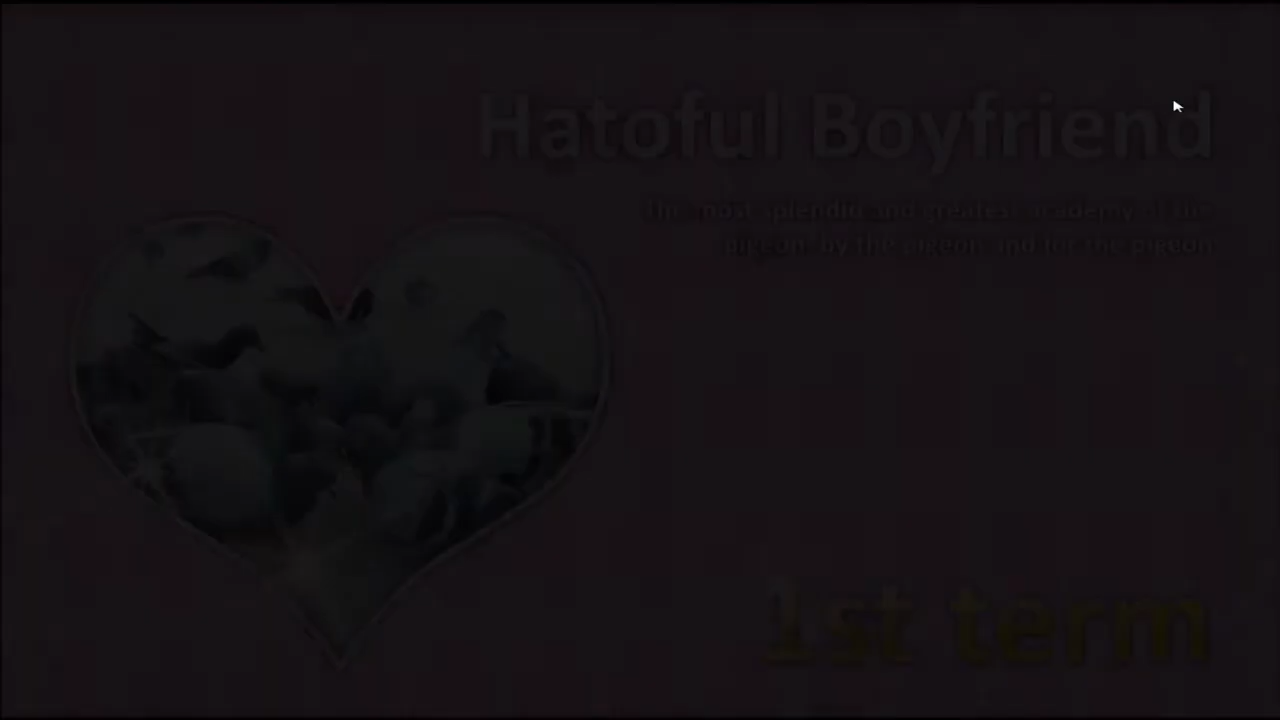 Hatoful Boyfriend
The most splendid and greatest academy of the
pigeon, by the pigeon and for the pigeon
1st term